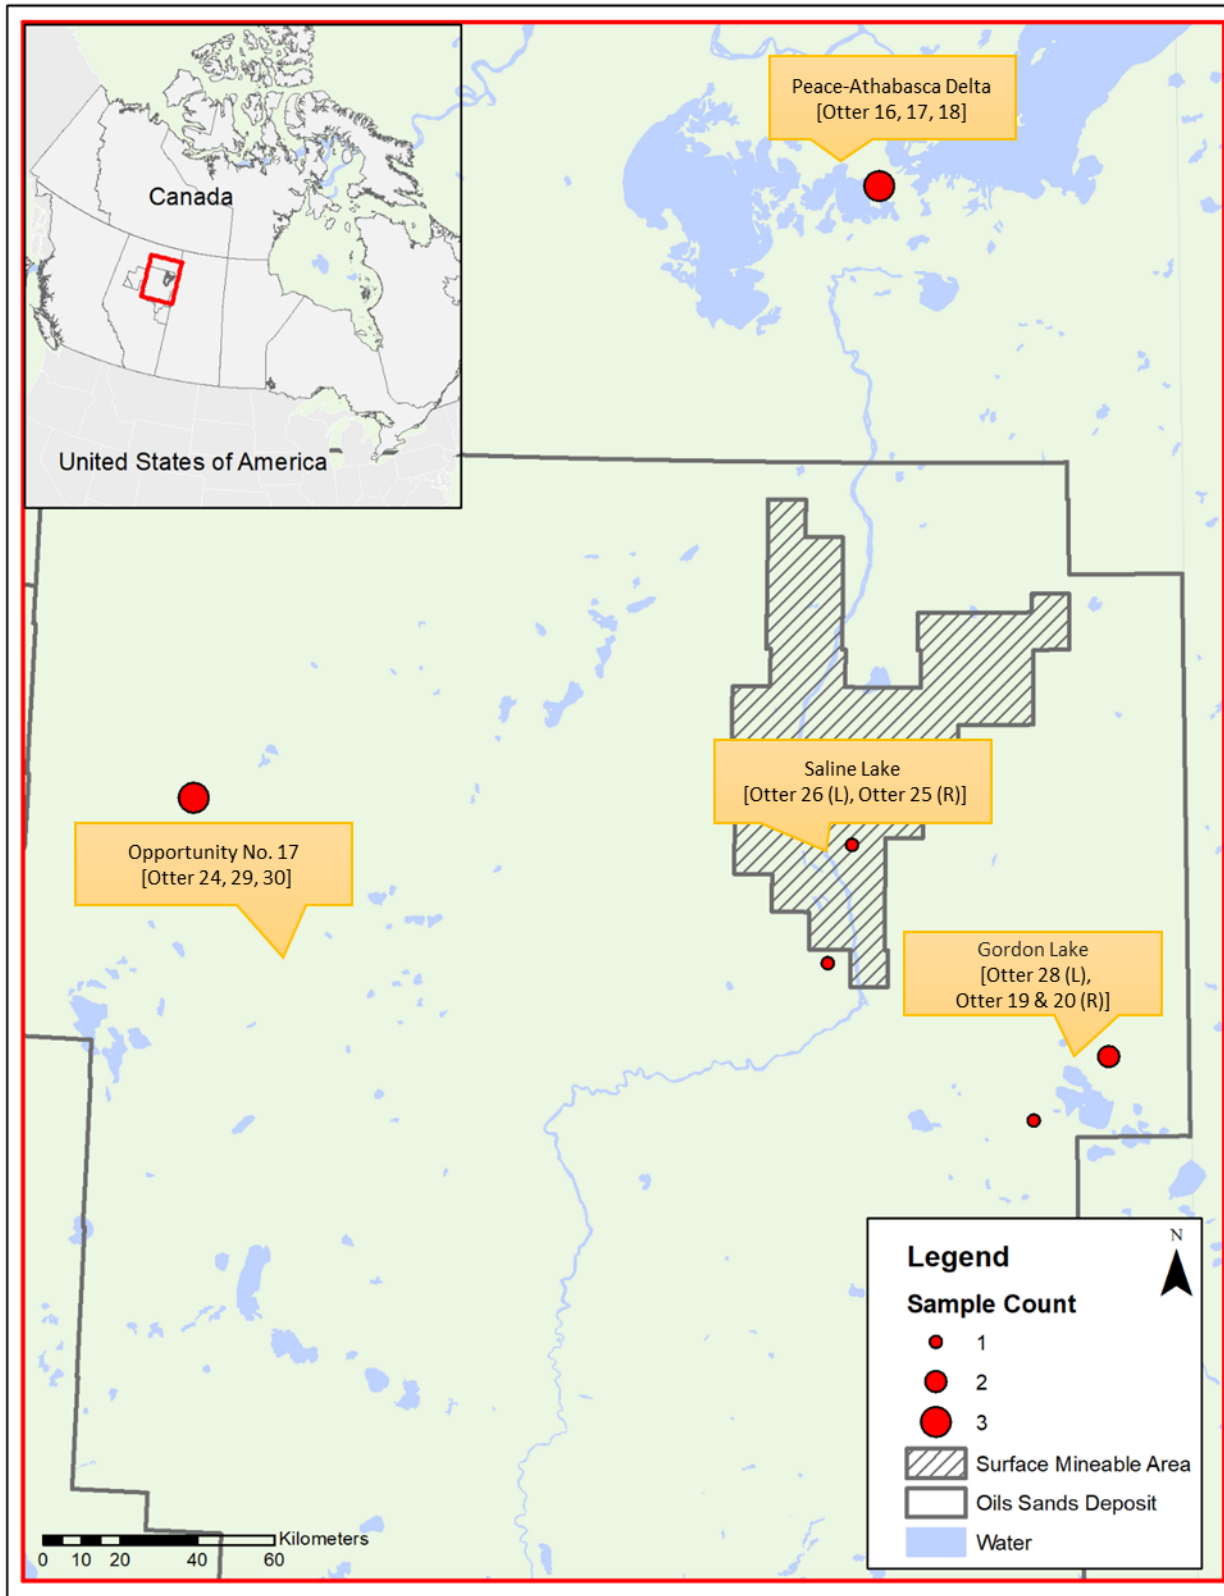 Canada
United States of America
Peace-Athabasca Delta
[Otter 16, 17, 18]
Saline Lake
[Otter 26 (L), Otter 25 (R)]
Opportunity No. 17
[Otter 24, 29, 30]
Gordon Lake
[Otter 28 (L),
Otter 19 & 20 (R)]
N
Legend
Sample Count
1
2
3
Surface Mineable Area
Oils Sands Deposit
Water
Kilometers
0 10 20 40 60